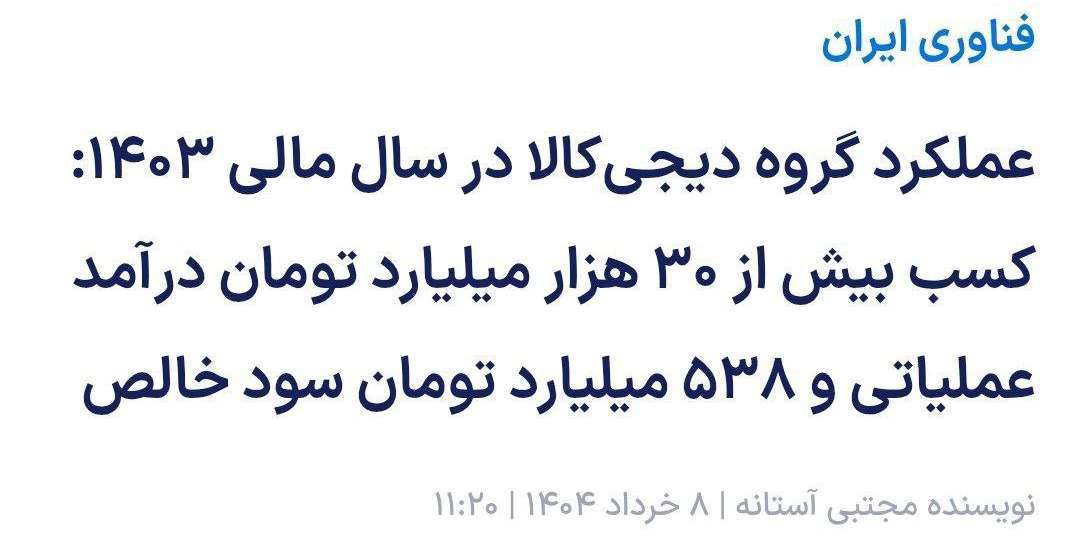 فناوری ایران
عملکرد گروه دیجی‌کالا در سال مالی ۱۴۰۳:
کسب بیش از ۳۰ هزار میلیارد تومان درآمد
عملیاتی و ۵۳۸ میلیارد تومان سود خالص
نویسنده مجتبی آستانه | ۸ خرداد ۱۴۰۴ | ۱۱:۲۰